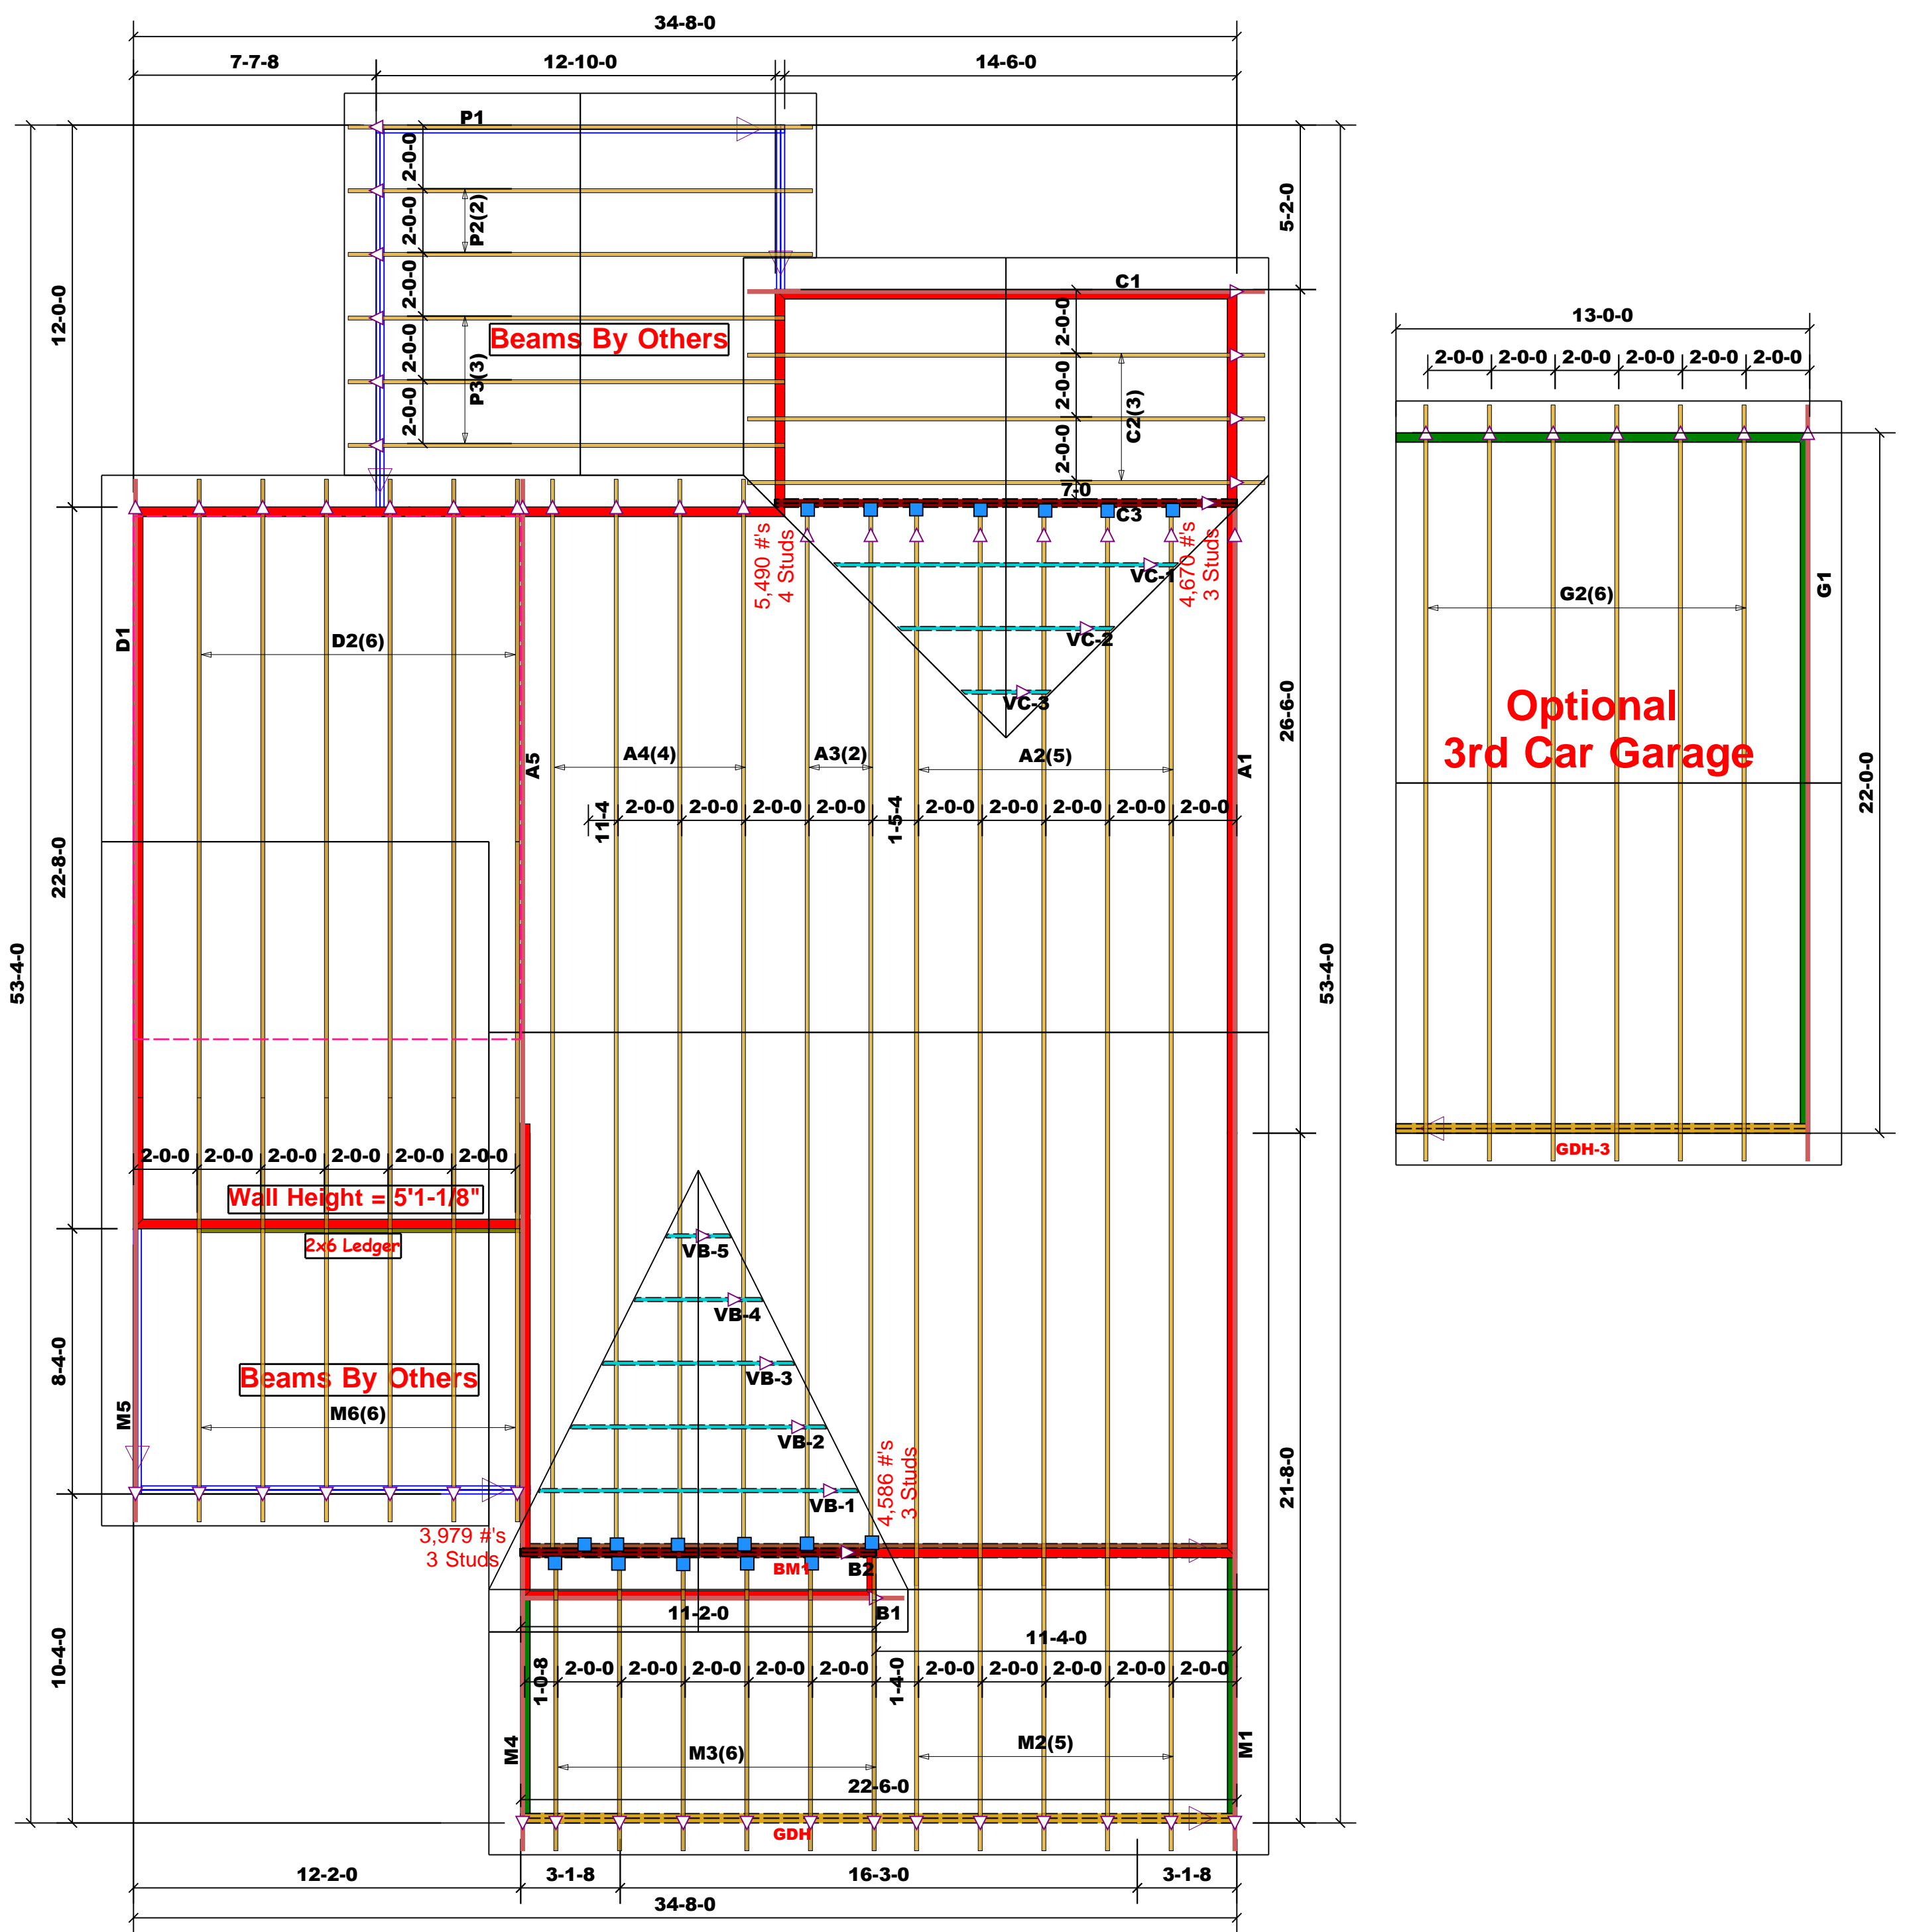 34-8-0
7-7-8
12-10-0
14-6-0
P1
2-0-0
2-0-0
2-0-0
2-0-0
2-0-0
P2(2)
P3(3)
Beams By Others
12-0-0
5-2-0
C1
2-0-0
2-0-0
2-0-0
C2(3)
7-0
C3
5,490 #'s
4 Studs
4,670 #'s
3 Studs
VC-1
VC-2
VC-3
D1
D2(6)
A5
A4(4)
A3(2)
A2(5)
A1
26-6-0
11-4
2-0-0
2-0-0
2-0-0
2-0-0
1-5-4
2-0-0
2-0-0
2-0-0
2-0-0
2-0-0
22-8-0
53-4-0
53-4-0
13-0-0
2-0-0
2-0-0
2-0-0
2-0-0
2-0-0
2-0-0
G2(6)
G1
Optional
3rd Car Garage
22-0-0
GDH-3
2-0-0
2-0-0
2-0-0
2-0-0
2-0-0
2-0-0
Wall Height = 5'1-1/8"
2x6 Ledger
VB-5
VB-4
VB-3
VB-2
VB-1
8-4-0
Beams By Others
M5
M6(6)
4,586 #'s
3 Studs
3,979 #'s
3 Studs
21-8-0
BM1
B2
B1
11-2-0
11-4-0
10-4-0
1-0-8
2-0-0
2-0-0
2-0-0
2-0-0
2-0-0
1-4-0
2-0-0
2-0-0
2-0-0
2-0-0
2-0-0
M4
M3(6)
M2(5)
M1
22-6-0
GDH
12-2-0
3-1-8
16-3-0
3-1-8
34-8-0